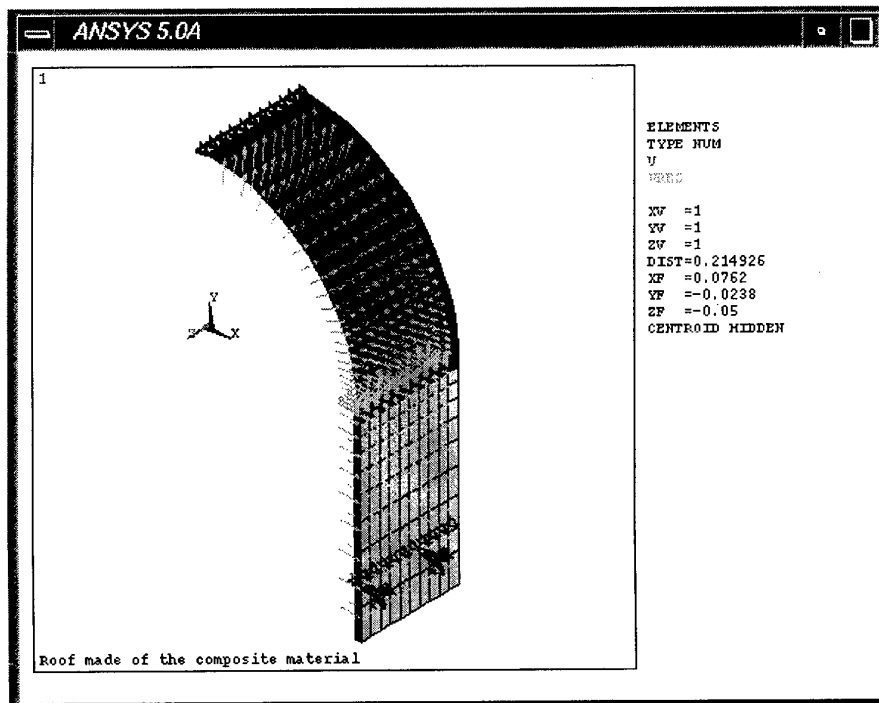 ANSYS 5.0A
1
ELEMENTS
TYPE NUM
U
PRES
XV =1
YV =1
ZV =1
DIST=0.214926
XF =0.0762
YF =-0.0238
ZF =-0.05
CENTROID HIDDEN
Y
Z X
Roof made of the composite material